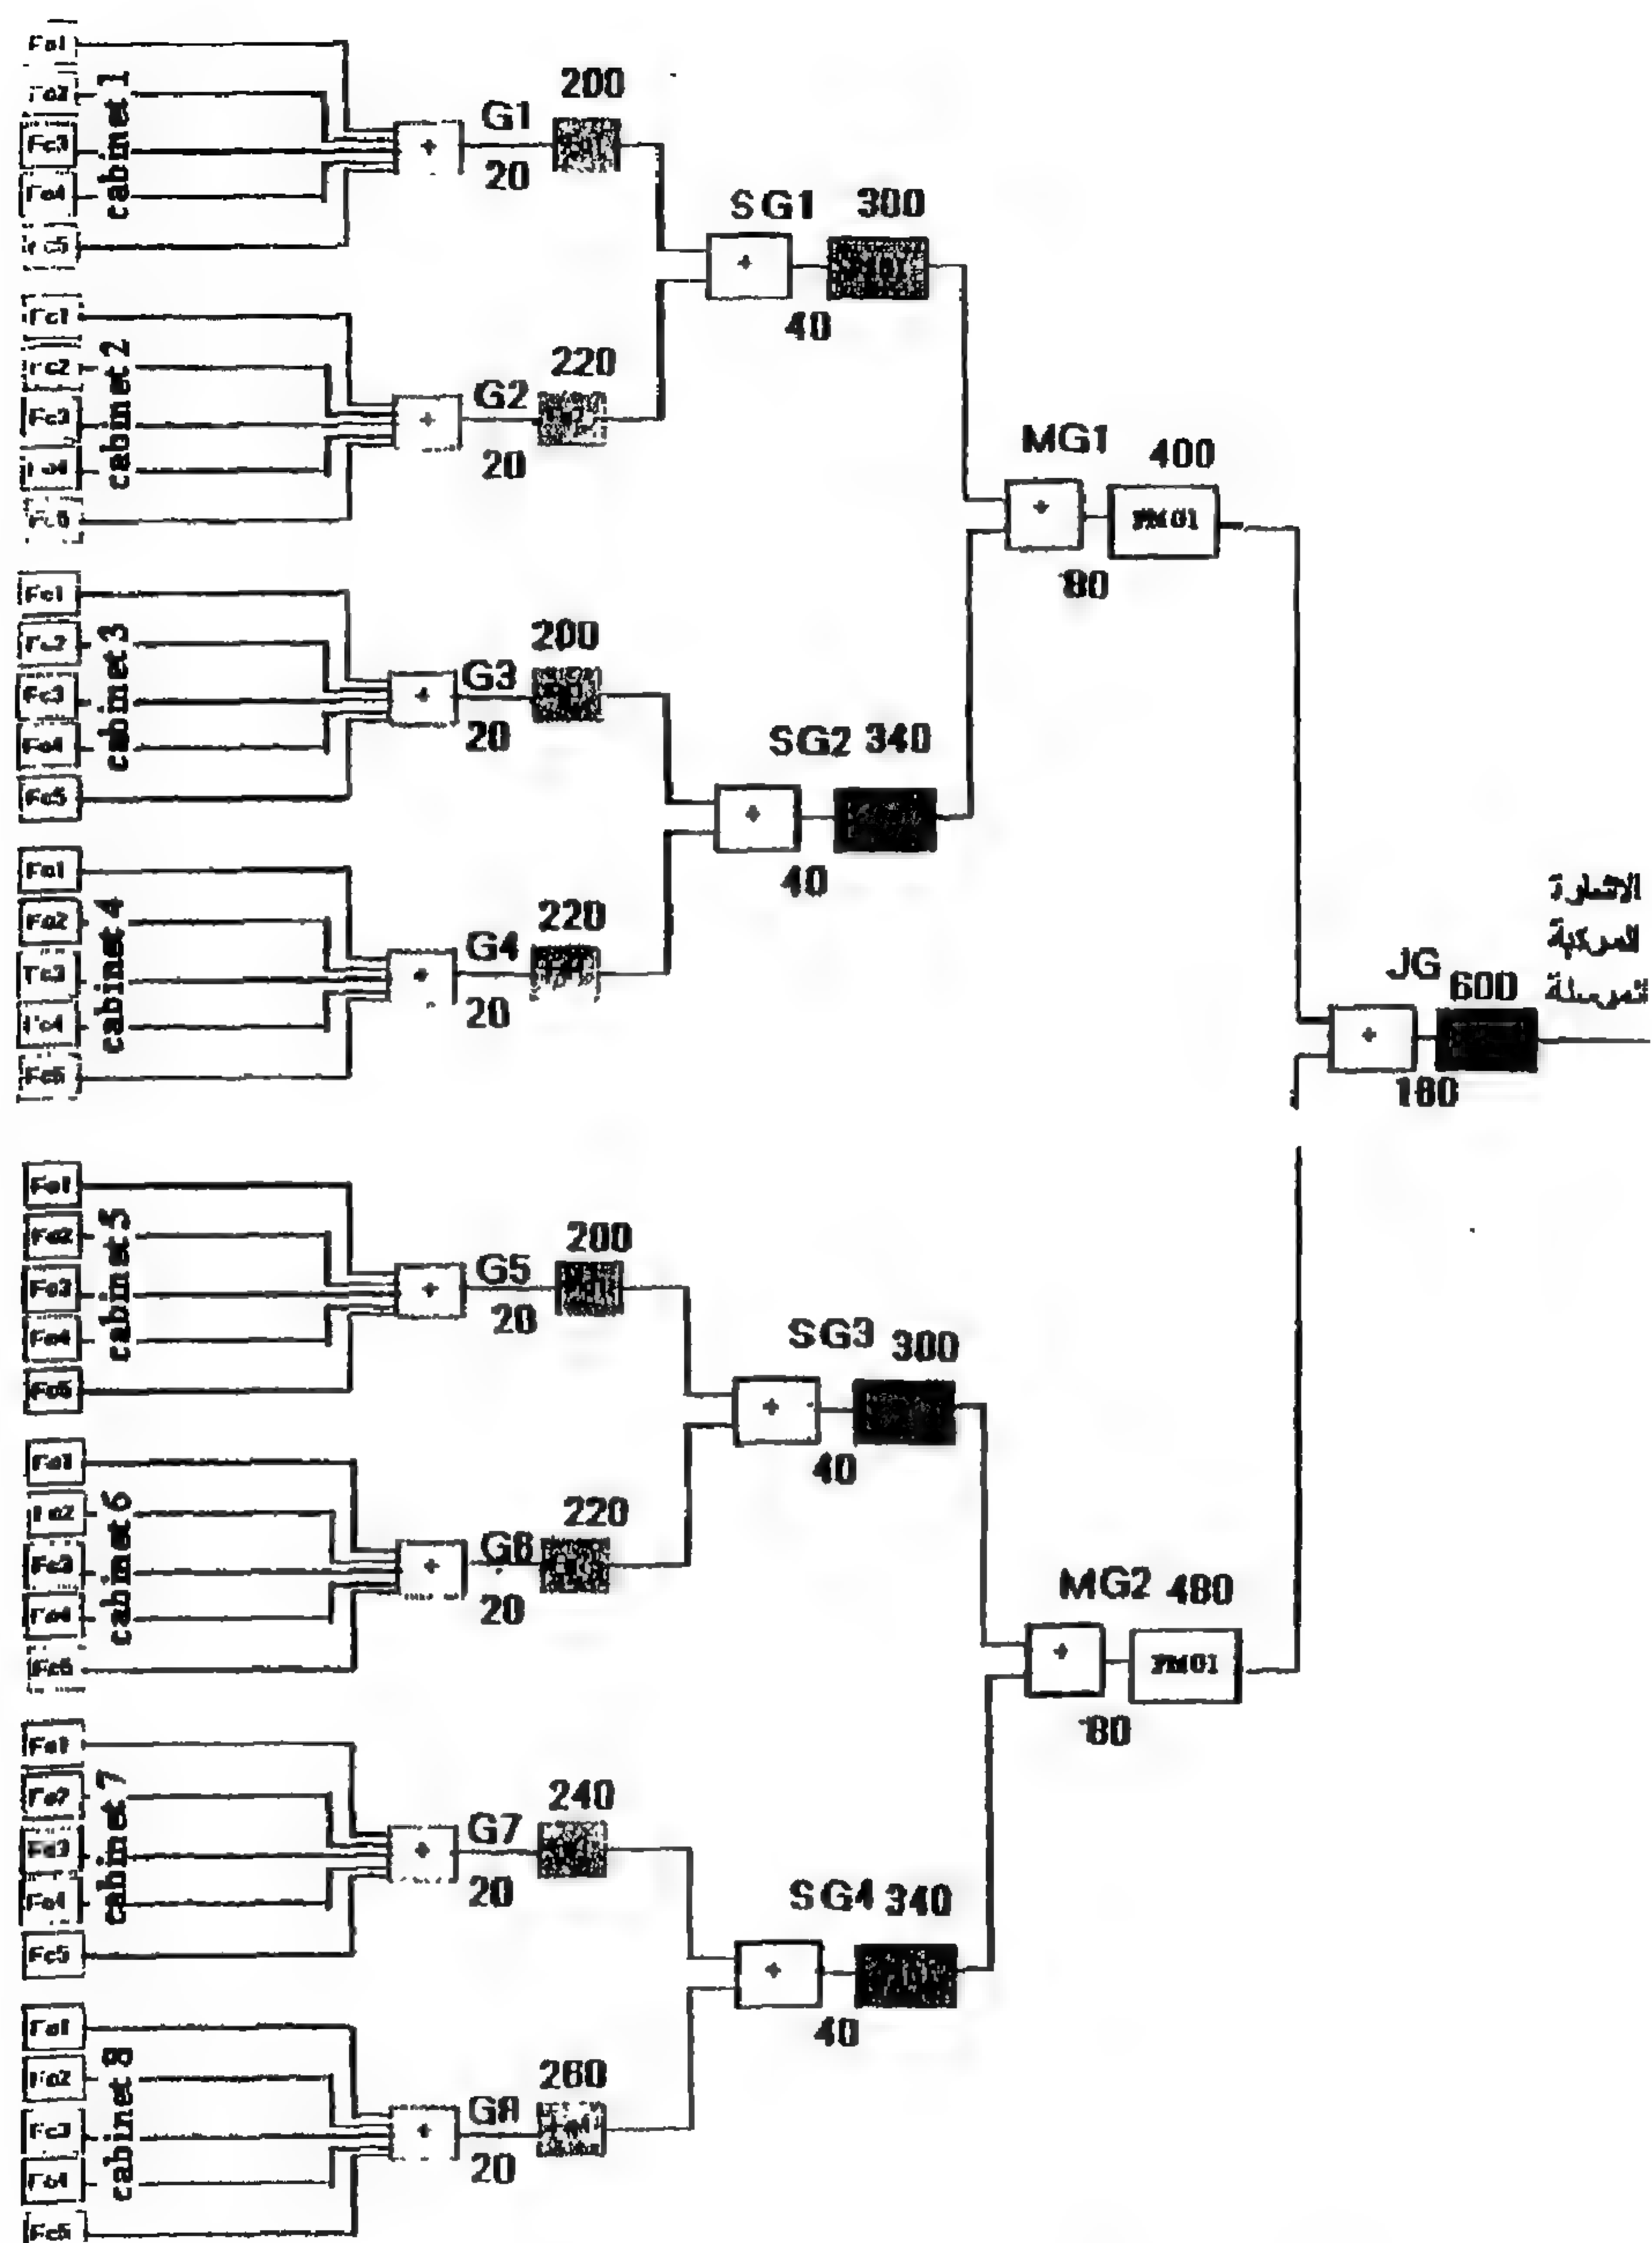 Fc1
Fc2
Fc3
Fc4
Fc5
cabinet 1
G1
20
200
Fc1
Fc2
Fc3
Fc4
Fc5
cabinet 2
G2
20
220
SG1
40
300
Fc1
Fc2
Fc3
Fc4
Fc5
cabinet 3
G3
20
200
Fc1
Fc2
Fc3
Fc4
Fc5
cabinet 4
G4
20
220
SG2
40
340
MG1
80
400
FM01
Fc1
Fc2
Fc3
Fc4
Fc5
cabinet 5
G5
20
200
Fc1
Fc2
Fc3
Fc4
Fc5
cabinet 6
G6
20
220
SG3
40
300
Fc1
Fc2
Fc3
Fc4
Fc5
cabinet 7
G7
20
240
Fc1
Fc2
Fc3
Fc4
Fc5
cabinet 8
G8
20
260
SG4
40
340
MG2
80
480
FM01
JG
160
600
الاشارة
المركبة
المرسلة